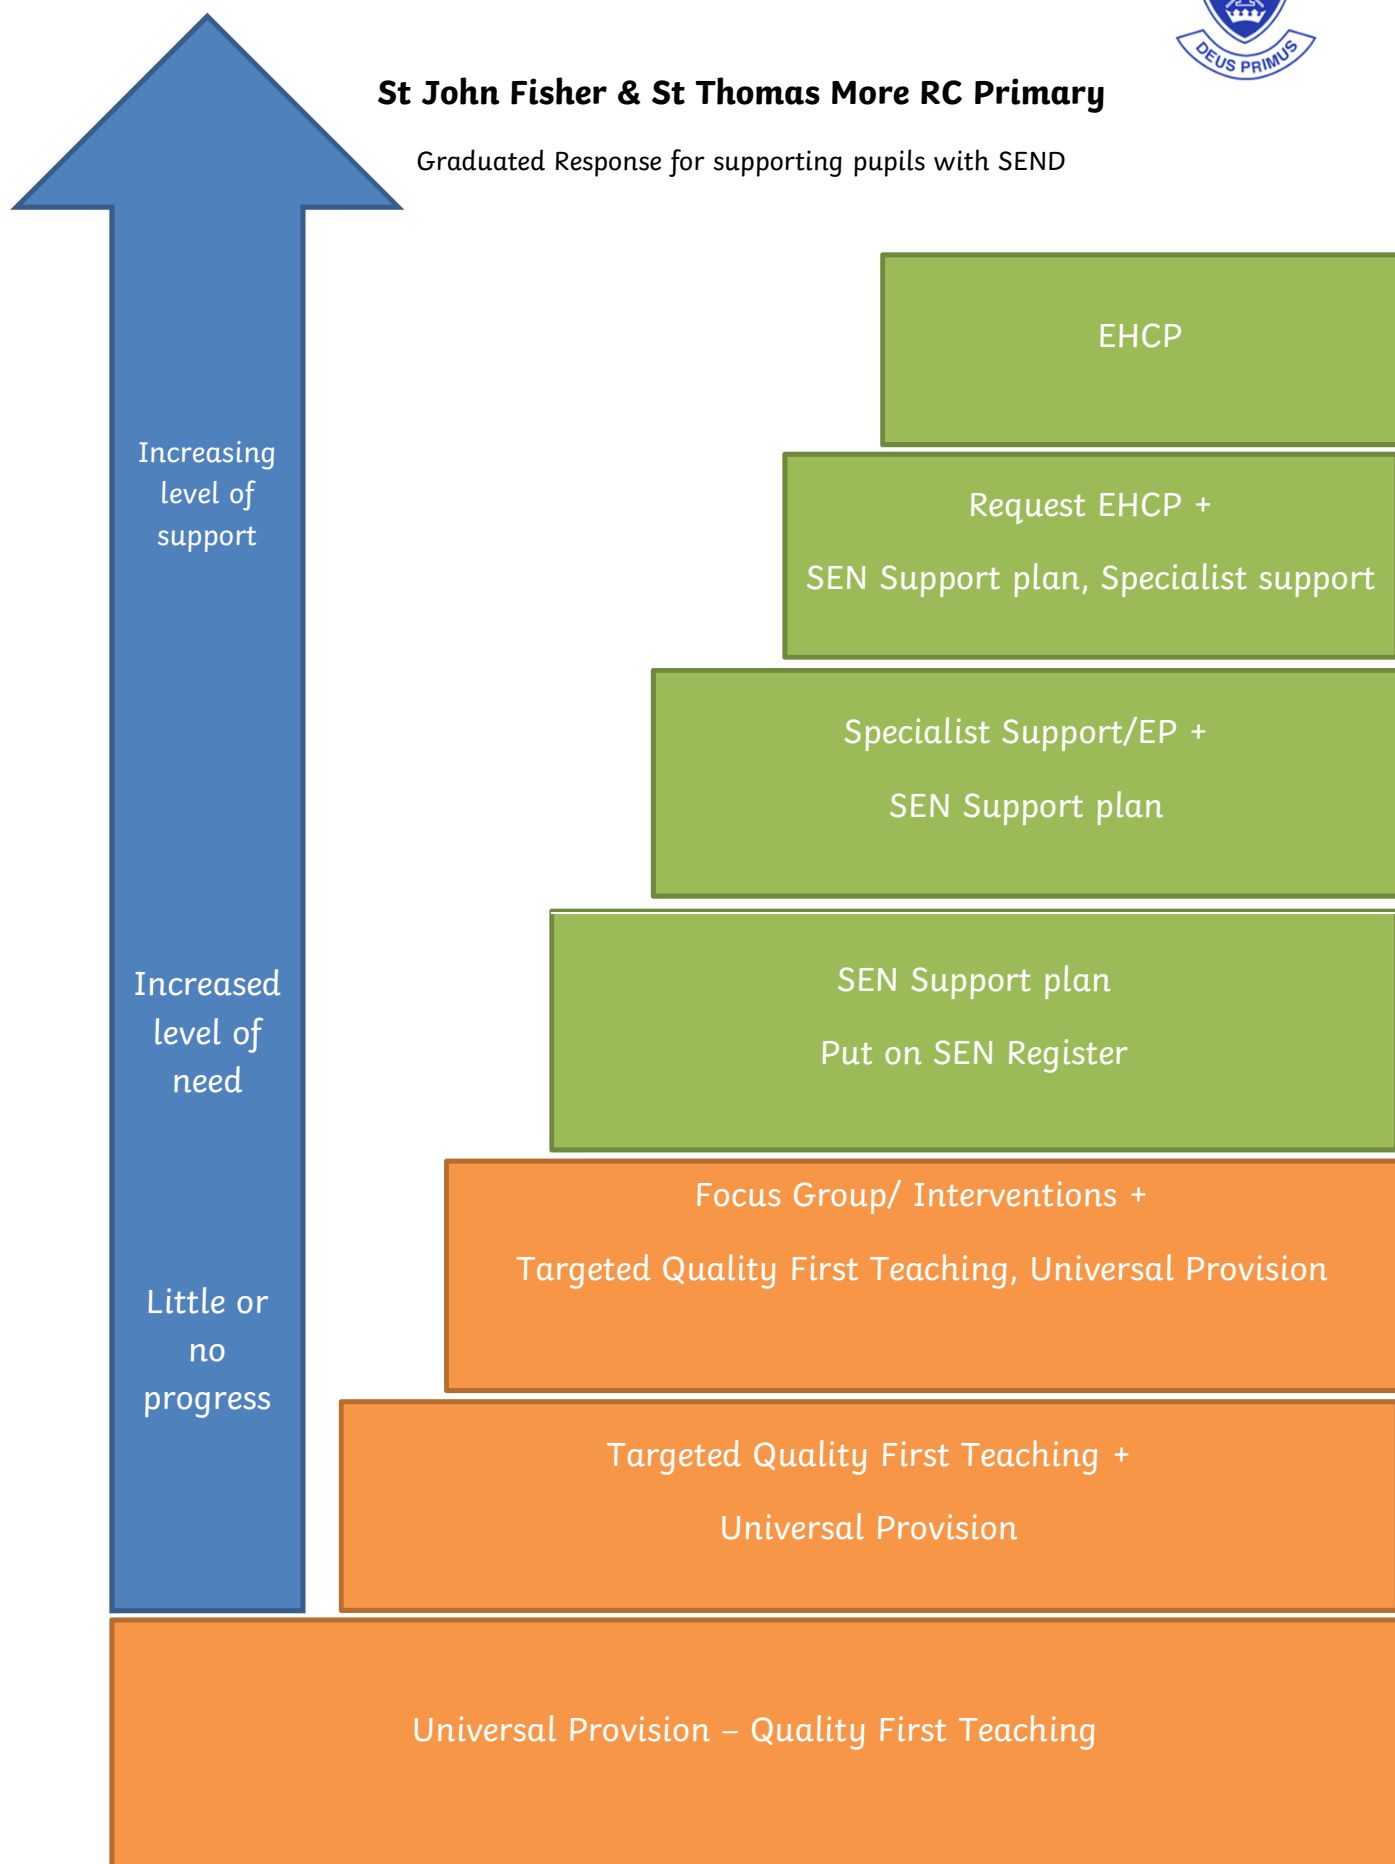 DEUS PRIMUS
St John Fisher & St Thomas More RC Primary
Graduated Response for supporting pupils with SEND
EHCP
Increasing
level of
support
Request EHCP +
SEN Support plan, Specialist support
Specialist Support/EP +
SEN Support plan
Increased
level of
need
SEN Support plan
Put on SEN Register
Little or
no
progress
Focus Group/ Interventions +
Targeted Quality First Teaching, Universal Provision
Targeted Quality First Teaching +
Universal Provision
Universal Provision – Quality First Teaching